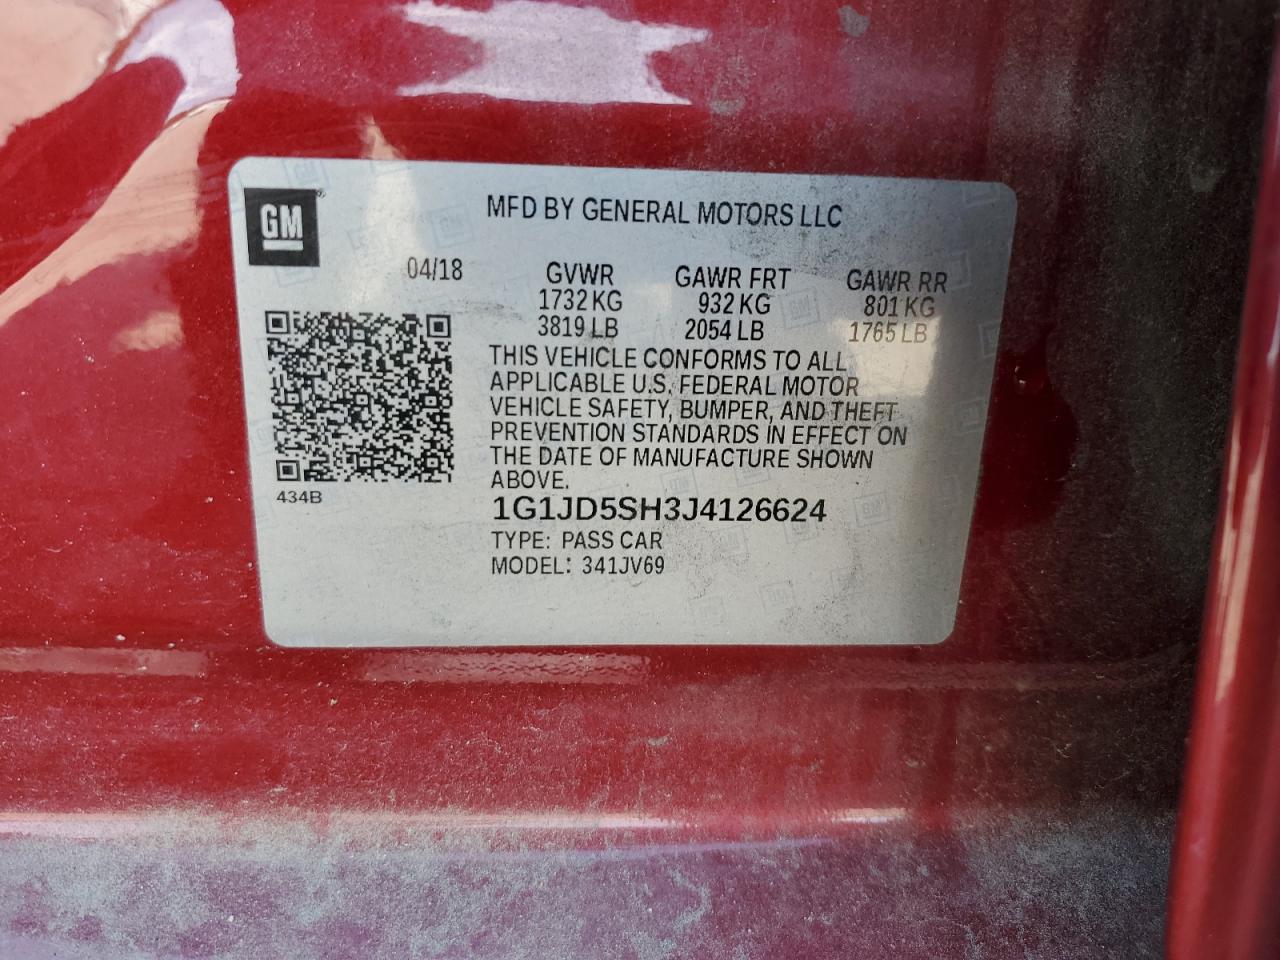 GM
MFD BY GENERAL MOTORS LLC
04/18 GVWR GAWR FRT GAWR RR
1732 KG 932 KG 801 KG
3819 LB 2054 LB 1765 LB
THIS VEHICLE CONFORMS TO ALL
APPLICABLE U.S. FEDERAL MOTOR
VEHICLE SAFETY, BUMPER, AND THEFT
PREVENTION STANDARDS IN EFFECT ON
THE DATE OF MANUFACTURE SHOWN
ABOVE.
434B
1G1JD5SH3J4126624
TYPE: PASS CAR
MODEL: 341JV69